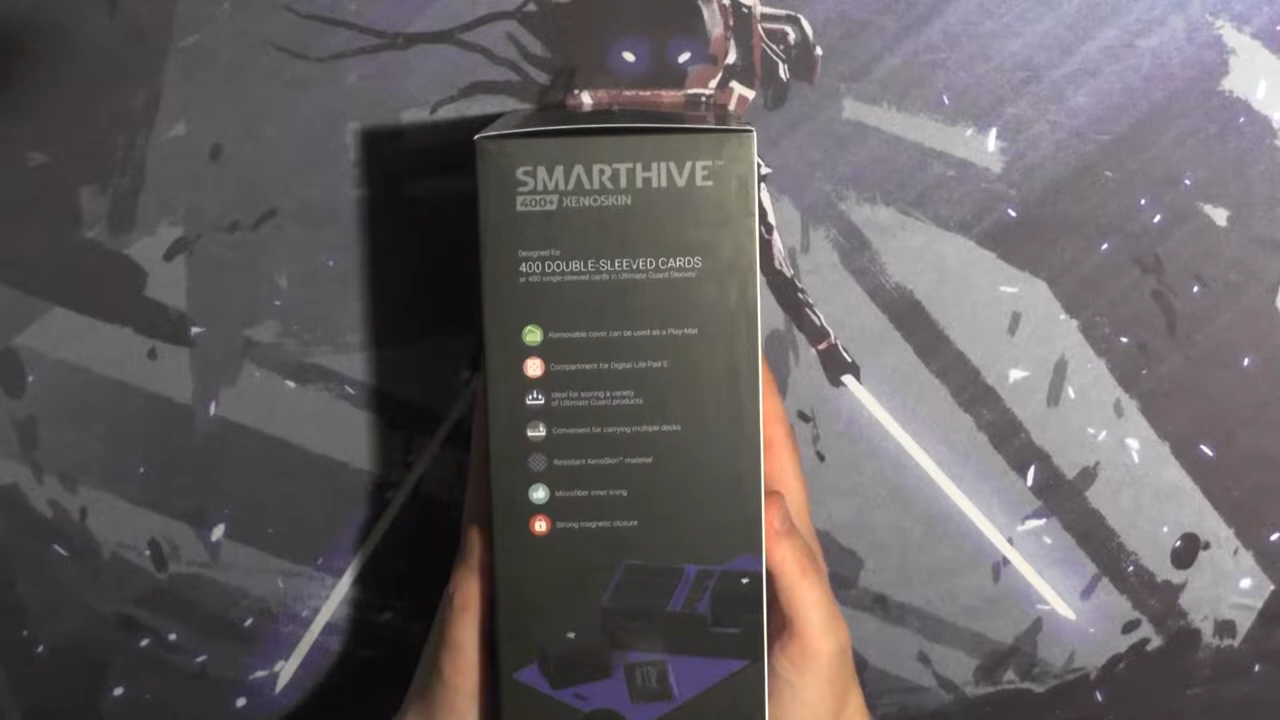 SMARTHIVE™
400+ XENOSKIN
Designed for
400 DOUBLE-SLEEVED CARDS
or 480 single-sleeved cards in Ultimate Guard Sleeves
Removable cover can be used as a Play-Mat
Compartment for Digital Life Pad 5
Ideal for storing a variety
of Ultimate Guard products
Convenient for carrying multiple decks
Resistant XenoSkin™ material
Microfiber inner lining
Strong magnetic closure